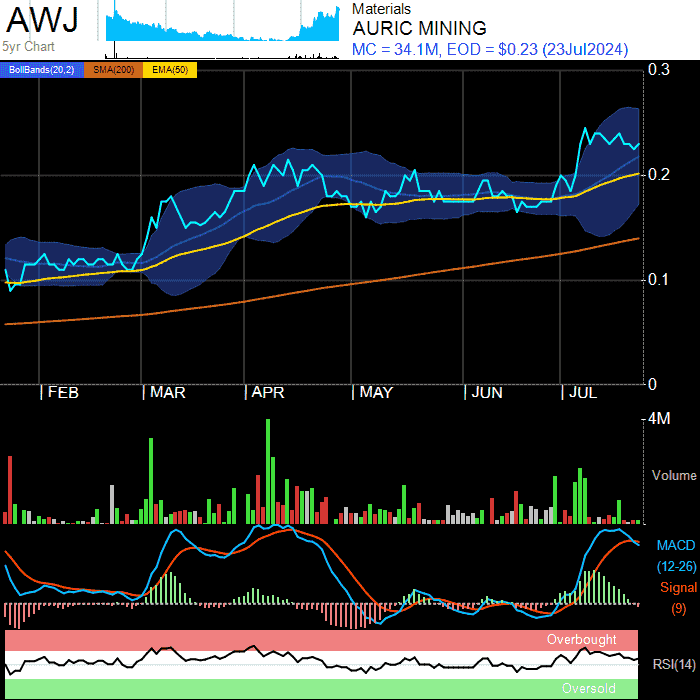 AWJ
5yr Chart
Materials
AURIC MINING
MC = 34.1M, EOD = $0.23 (23Jul2024)
BollBands(20,2) SMA(200) EMA(50)
0.3
0.2
0.1
0
FEB MAR APR MAY JUN JUL
4M
Volume
MACD
(12-26)
Signal
(9)
Overbought
RSI(14)
Oversold